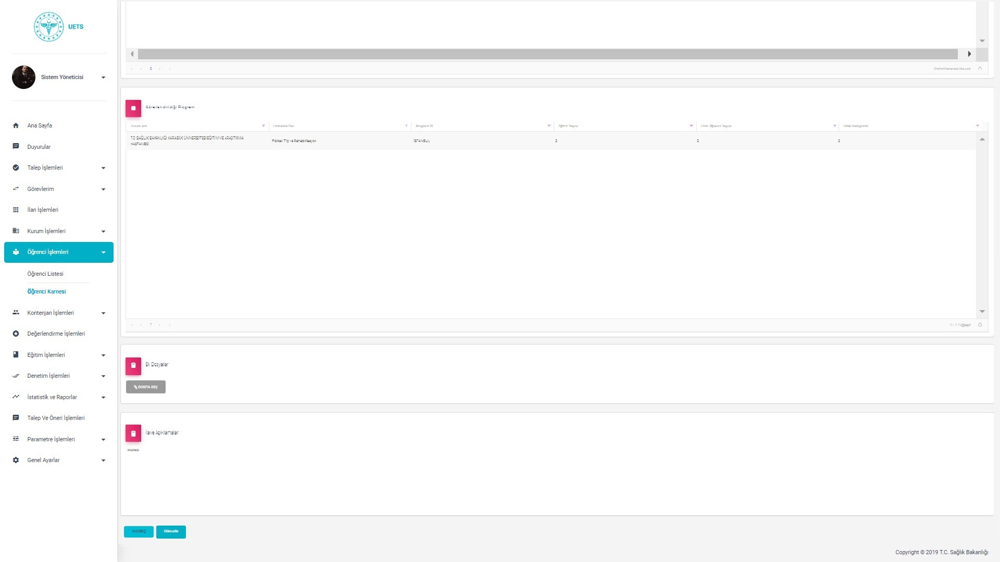 UETS
Sistem Yöneticisi
Ana Sayfa
Duyurular
Talep İşlemleri
Görevlerim
İlan İşlemleri
Kurum İşlemleri
Öğrenci İşlemleri
Öğrenci Listesi
Öğrenci Karnesi
Kontenjan İşlemleri
Değerlendirme İşlemleri
Eğitim İşlemleri
Denetim İşlemleri
İstatistik ve Raporlar
Talep Ve Öneri İşlemleri
Parametre İşlemleri
Genel Ayarlar
0
Görevlendirildiği Program
Kurum Adı Uzmanlık Dalı Program İli Eğitici Sayısı Uzm. Öğrenci Sayısı Yetki Kategorisi
T.C. SAĞLIK BAKANLIĞI KARABÜK ÜNİVERSİTESİ EĞİTİM VE ARAŞTIRMA
HASTANESİ
Fiziksel Tıp ve Rehabilitasyon İSTANBUL 2 2 2
1
1 - 1 1 öğeleri
Ek Dosyalar
DOSYA SEÇ
İlave Açıklamalar
VAZGEÇ Güncelle
Copyright © 2019 T.C. Sağlık Bakanlığı